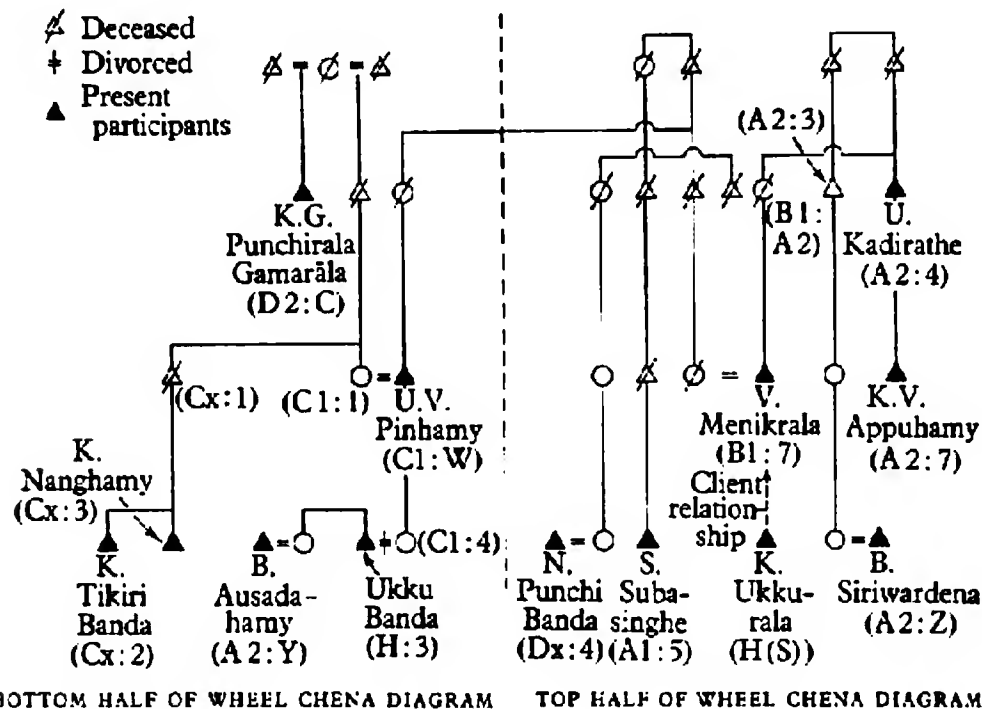 Deceased
Divorced
Present
participants
(A2:3)
K.G.
Punchirala
Gamarāla
(D2:C)
(B1:
A2)
U.
Kadirathe
(A2:4)
(Cx:1)
(C1:1)
U.V.
Pinhamy
(C1:W)
V.
Menikrala
(B1:7)
K.V.
Appuhamy
(A2:7)
K.
Nanghamy
(Cx:3)
Client
relation-
ship
(C1:4)
K.
Tikiri
Banda
(Cx:2)
B.
Ausada-
hamy
(A2:Y)
Ukku
Banda
(H:3)
N.
Punchi
Banda
(Dx:4)
S.
Suba-
singhe
(A1:5)
K.
Ukku-
rala
(H(S))
B.
Siriwardena
(A2:Z)
BOTTOM HALF OF WHEEL CHENA DIAGRAM
TOP HALF OF WHEEL CHENA DIAGRAM